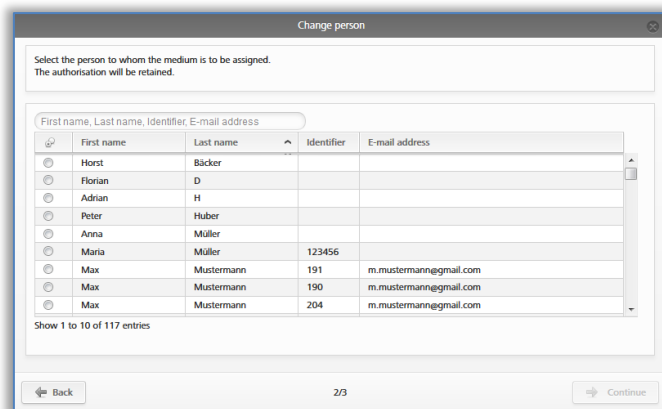 Change person
Select the person to whom the medium is to be assigned.
The authorisation will be retained.
First name, Last name, Identifier, E-mail address
First name Last name Identifier E-mail address
Horst Bäcker
Florian D
Adrian H
Peter Huber
Anna Müller
Maria Müller 123456
Max Mustermann 191 m.mustermann@gmail.com
Max Mustermann 190 m.mustermann@gmail.com
Max Mustermann 204 m.mustermann@gmail.com
Show 1 to 10 of 117 entries
Back 2/3 Continue